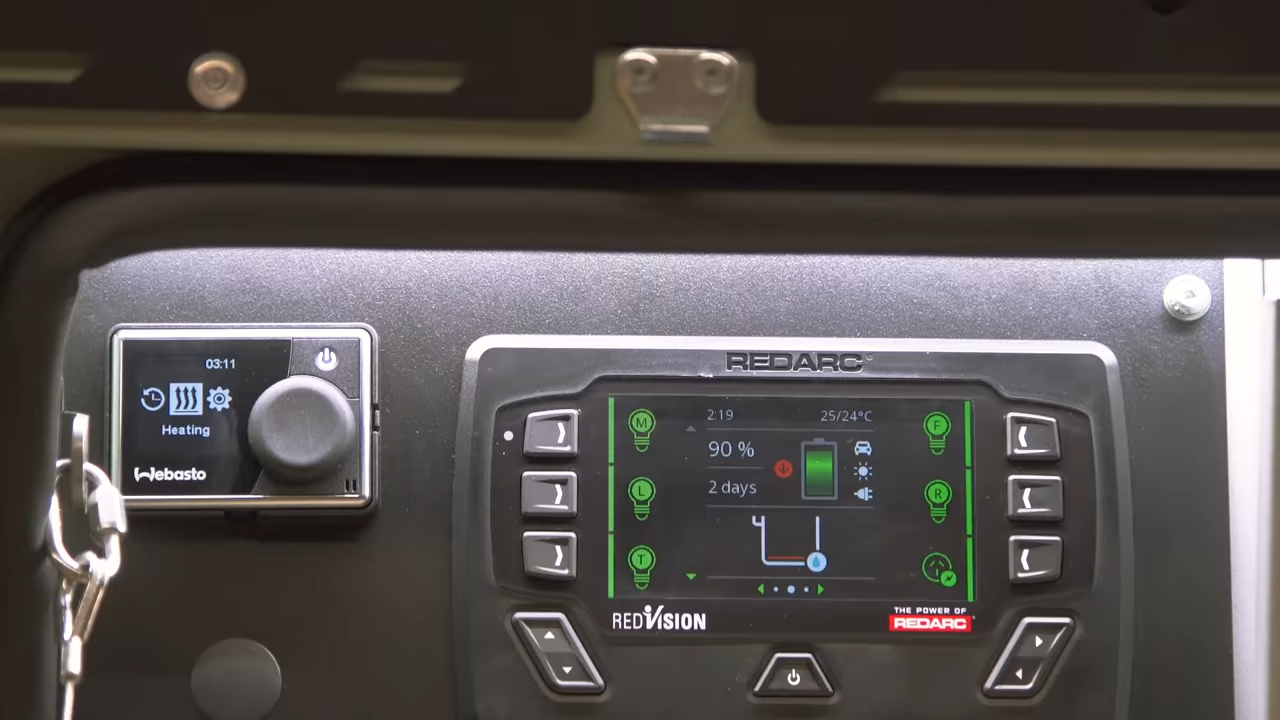 03:11
Heating
Webasto
REDARC®
M
2:19
25/24°C
F
90 %
L
2 days
R
T
REDVISION
THE POWER OF
REDARC